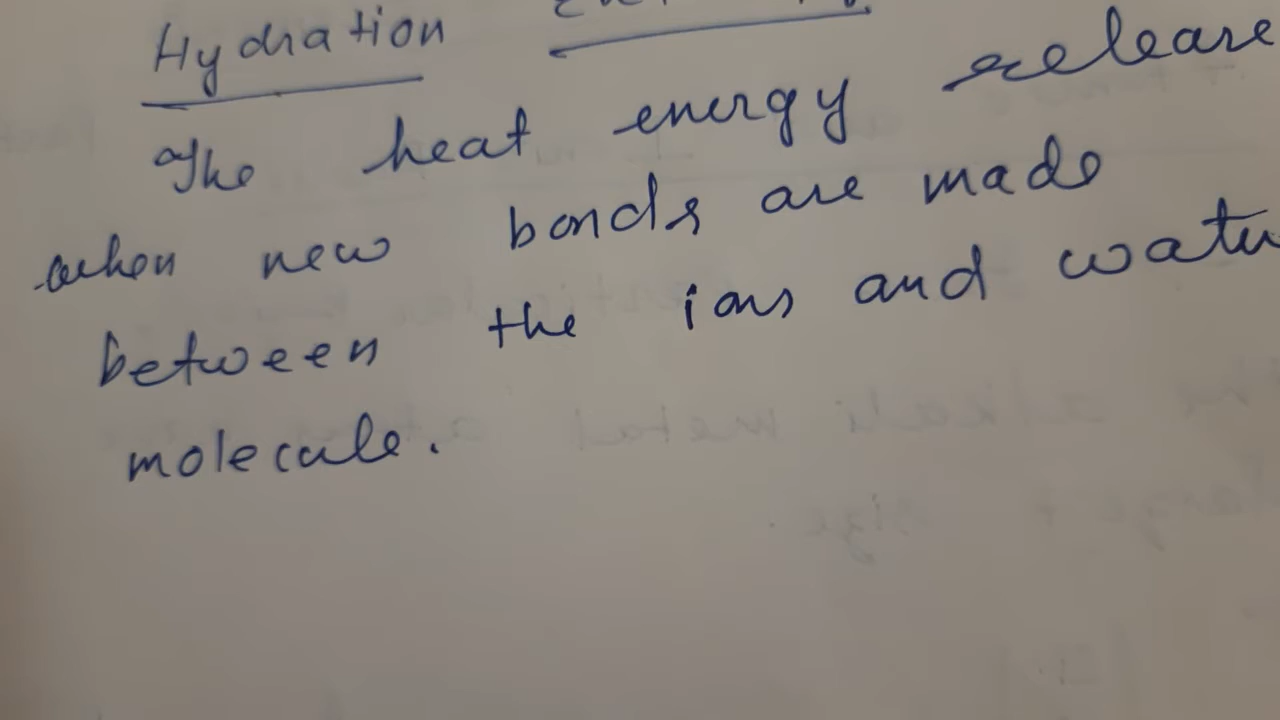 Hydration
The heat energy release
when new bonds are made
between the ions and water
molecule.